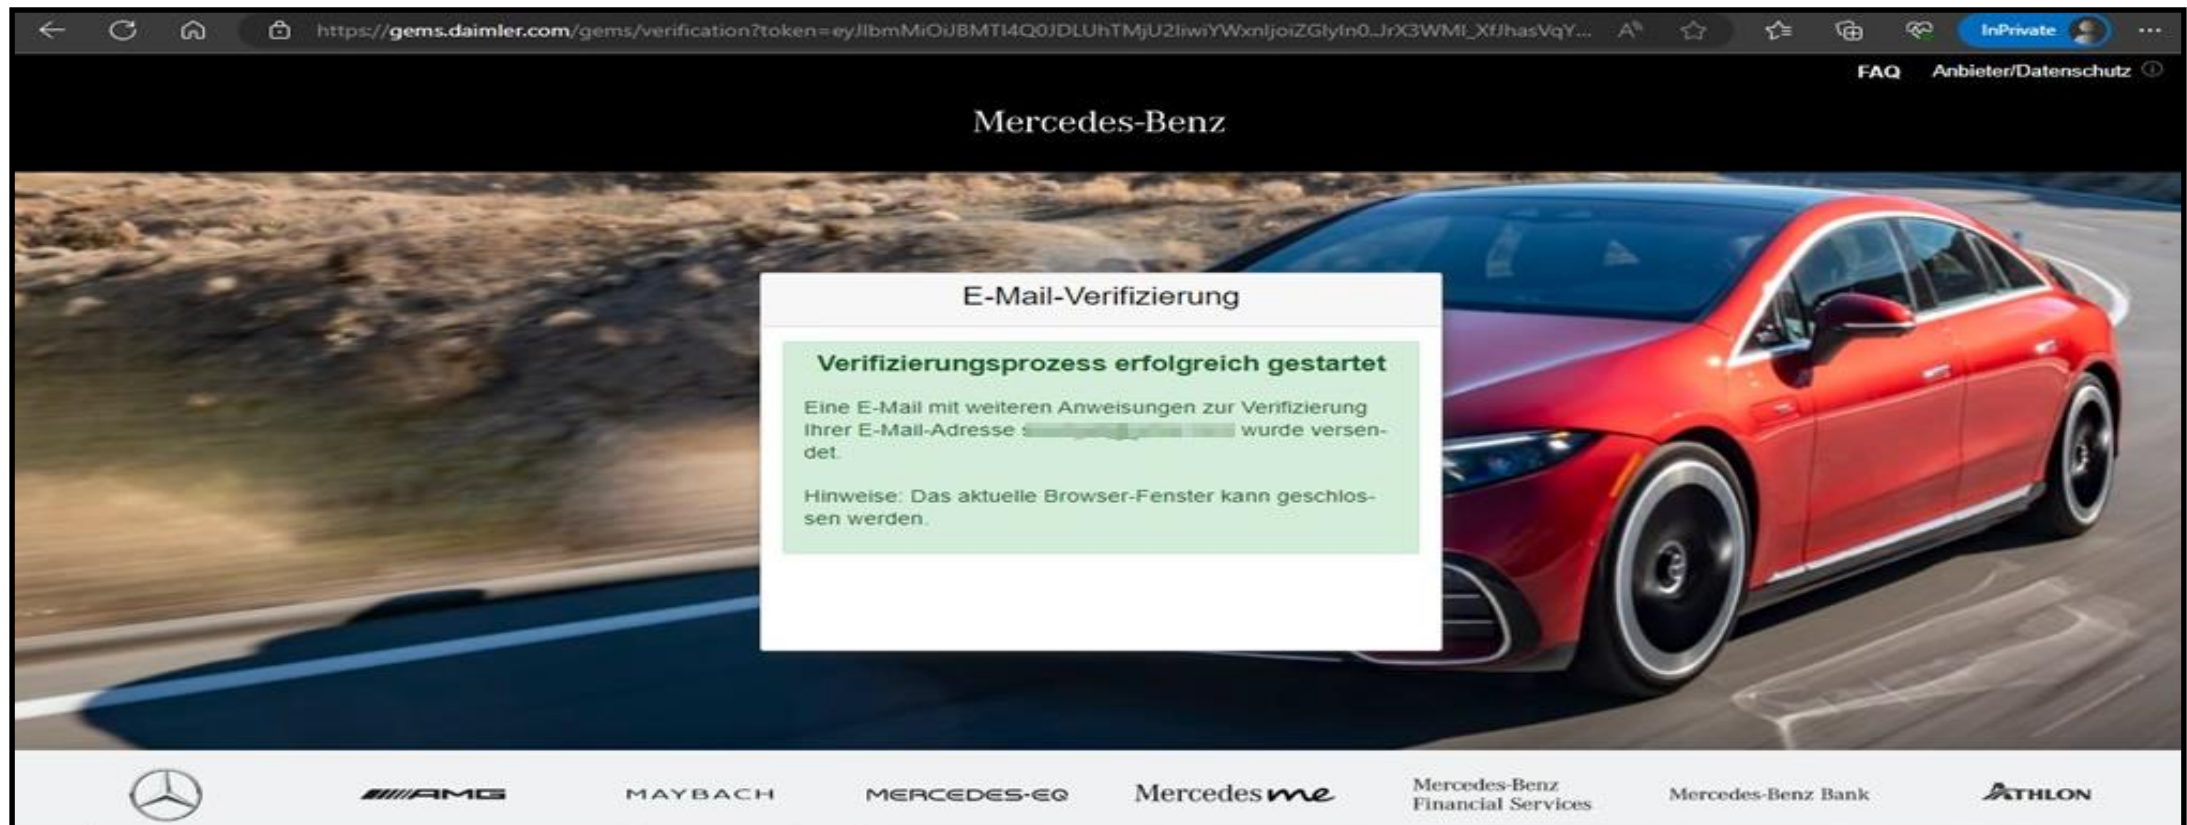 https://gems.daimler.com/gems/verification?token=
InPrivate
FAQ Anbieter/Datenschutz
Mercedes-Benz
E-Mail-Verifizierung
Verifizierungsprozess erfolgreich gestartet
Eine E-Mail mit weiteren Anweisungen zur Verifizierung
Ihrer E-Mail-Adresse wurde versen-
det.
Hinweise: Das aktuelle Browser-Fenster kann geschlos-
sen werden.
AMG
MAYBACH
MERCEDES-EQ
Mercedes me
Mercedes-Benz
Financial Services
Mercedes-Benz Bank
ATHLON